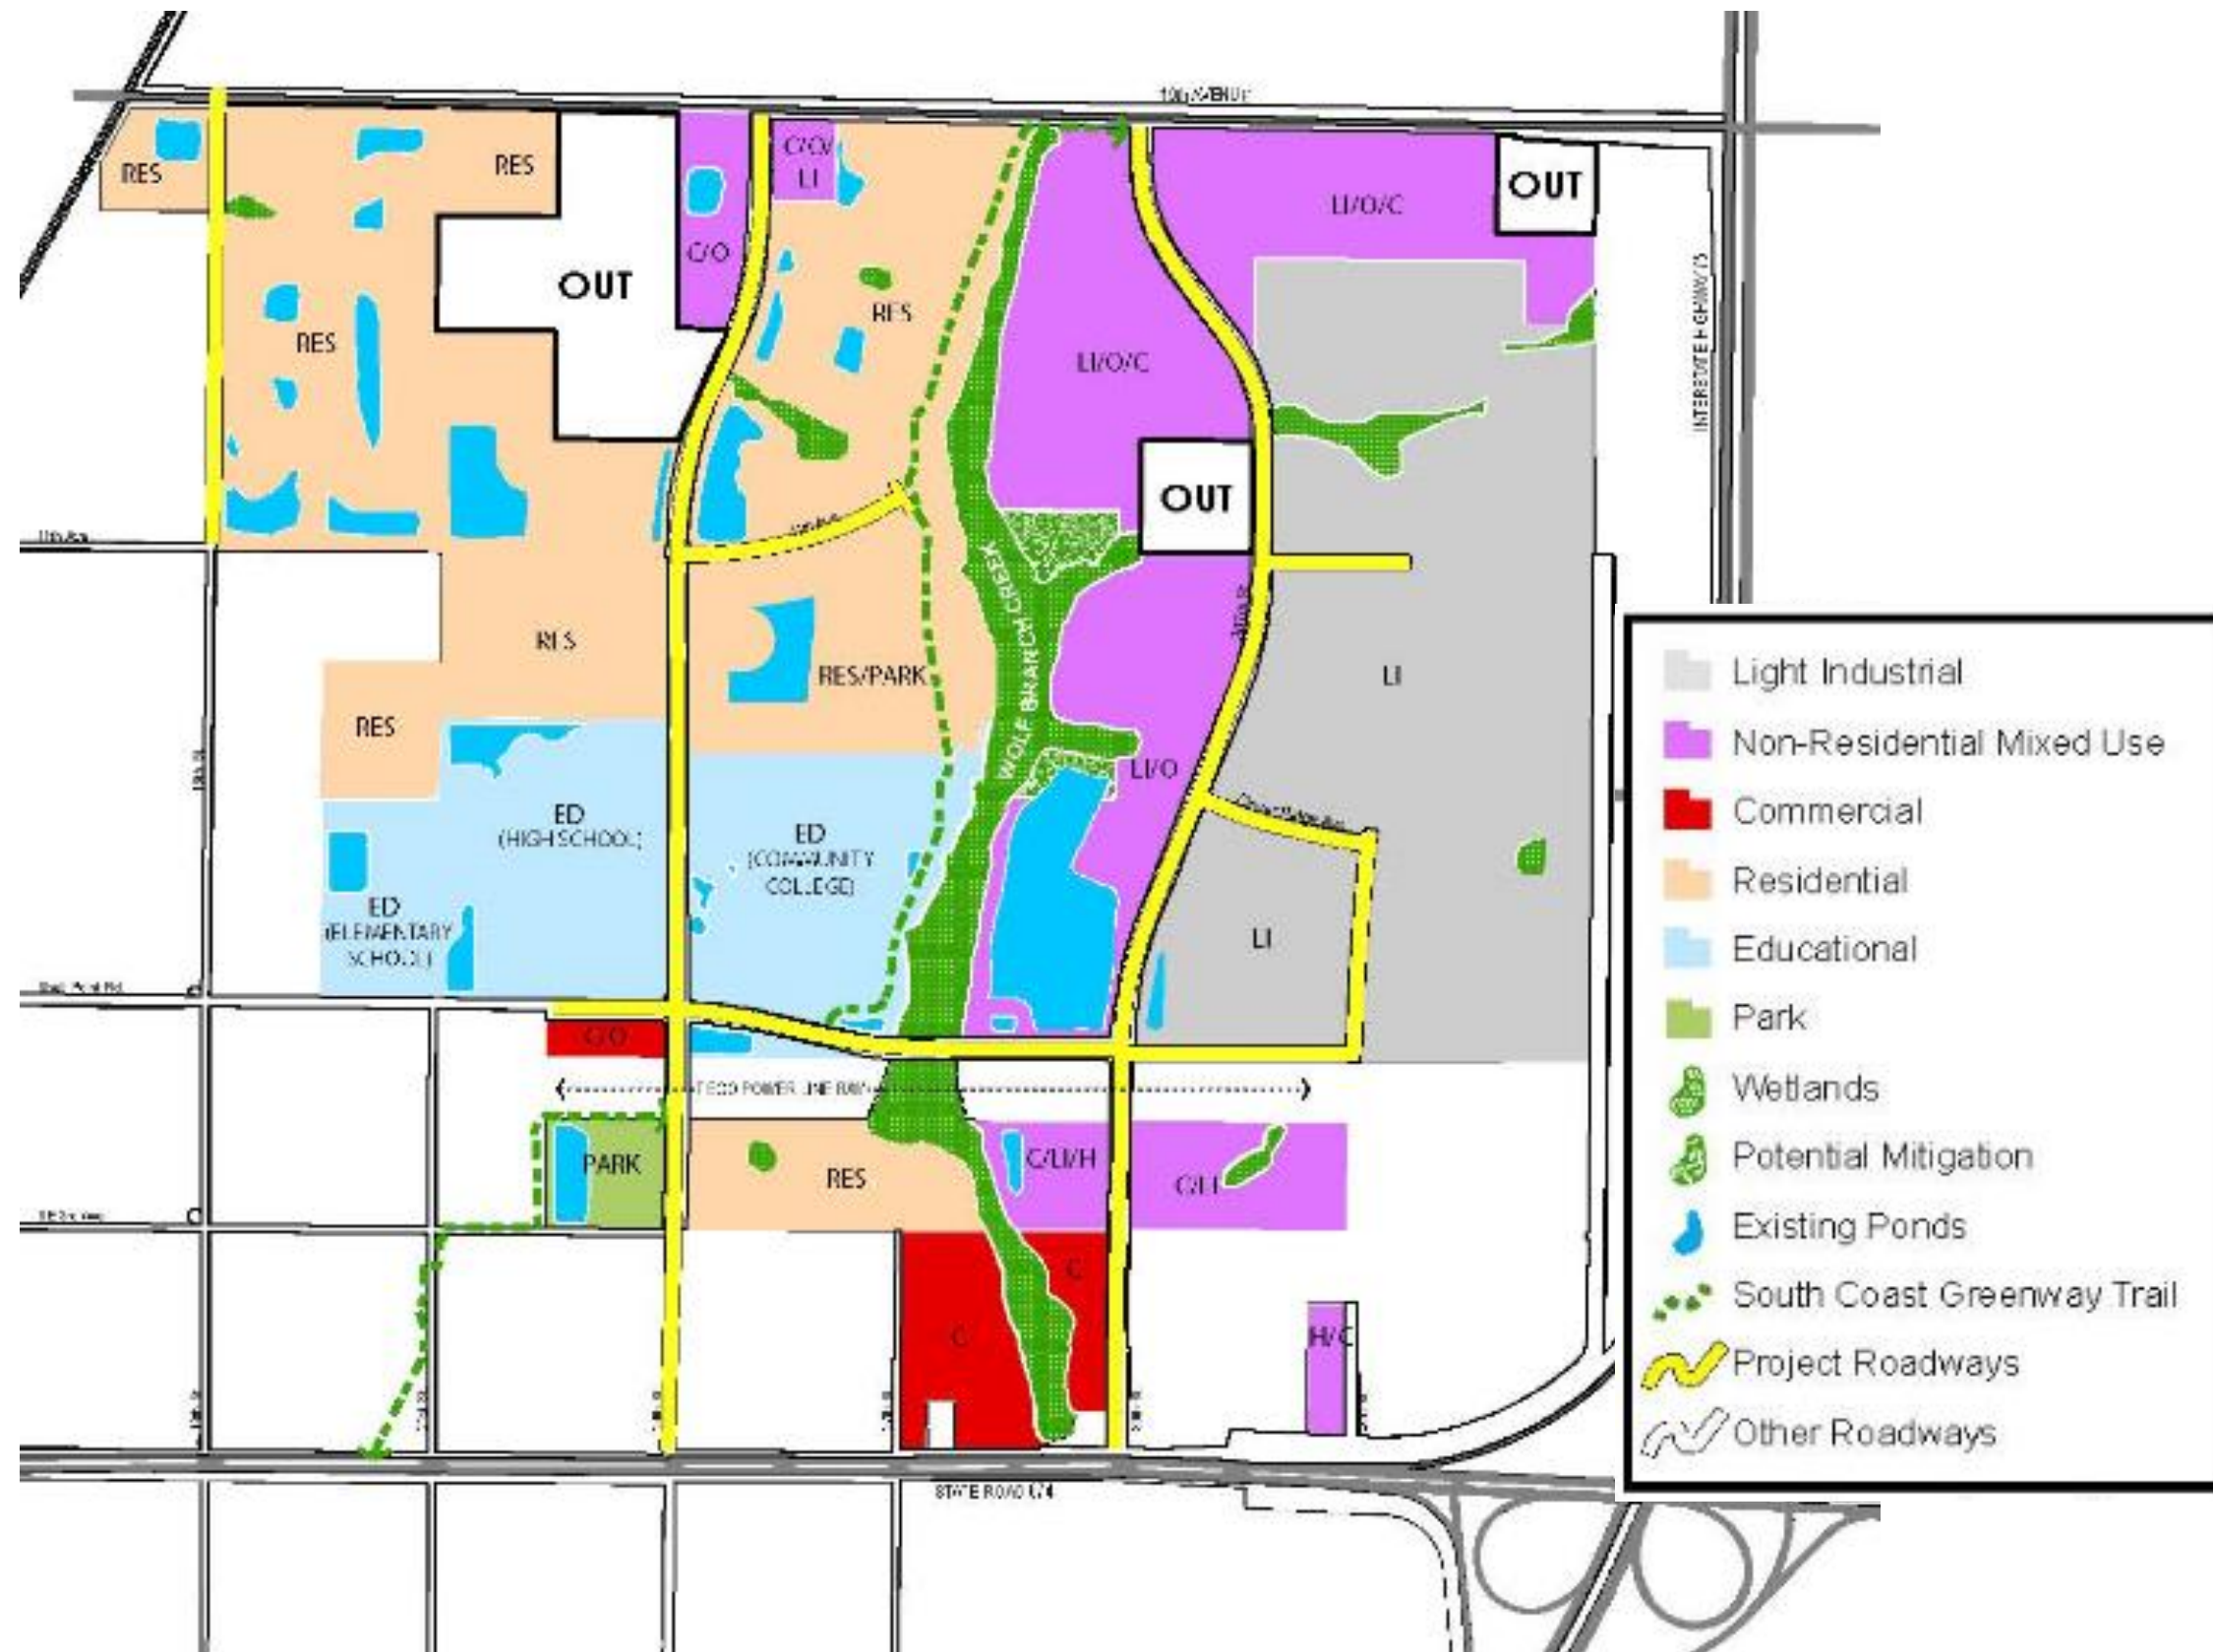 RES
RES
C/O/
LI
LI/O/C
OUT
C/O
OUT
RES
RES
LI/O/C
INTERSTATE HIGHWAY 75
OUT
WOLF BRANCH CREEK
RES
RES/PARK
LI
RES
LI/O
ED
(HIGH SCHOOL)
ED
(COMMUNITY
COLLEGE)
ED
(ELEMENTARY
SCHOOL)
LI
C/O
TECO POWER LINE
PARK
RES
C/LI/H
C/LI
C
C
H/C
STATE ROAD 674
Light Industrial
Non-Residential Mixed Use
Commercial
Residential
Educational
Park
Wetlands
Potential Mitigation
Existing Ponds
South Coast Greenway Trail
Project Roadways
Other Roadways